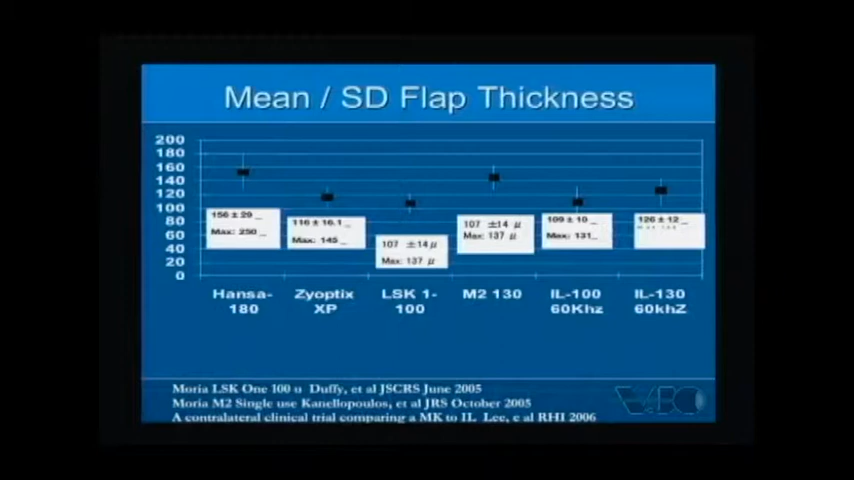 Mean / SD Flap Thickness
200
180
160
140
120
100
80
60
40
20
0
156 ± 29 _
Max: 250 _
116 ± 16.1 _
Max: 145 _
107 ±14 μ
Max: 137 μ
107 ±14 μ
Max: 137 μ
109 ± 10 _
Max: 131_
126 ± 12 _
Hansa-
180
Zyoptix
XP
LSK 1-
100
M2 130
IL-100
60Khz
IL-130
60khZ
Moria LSK One 100 u Duffy, et al JSCRS June 2005
Moria M2 Single use Kanellopoulos, et al JRS October 2005
A contralateral clinical trial comparing a MK to IL Lee, e al RHI 2006